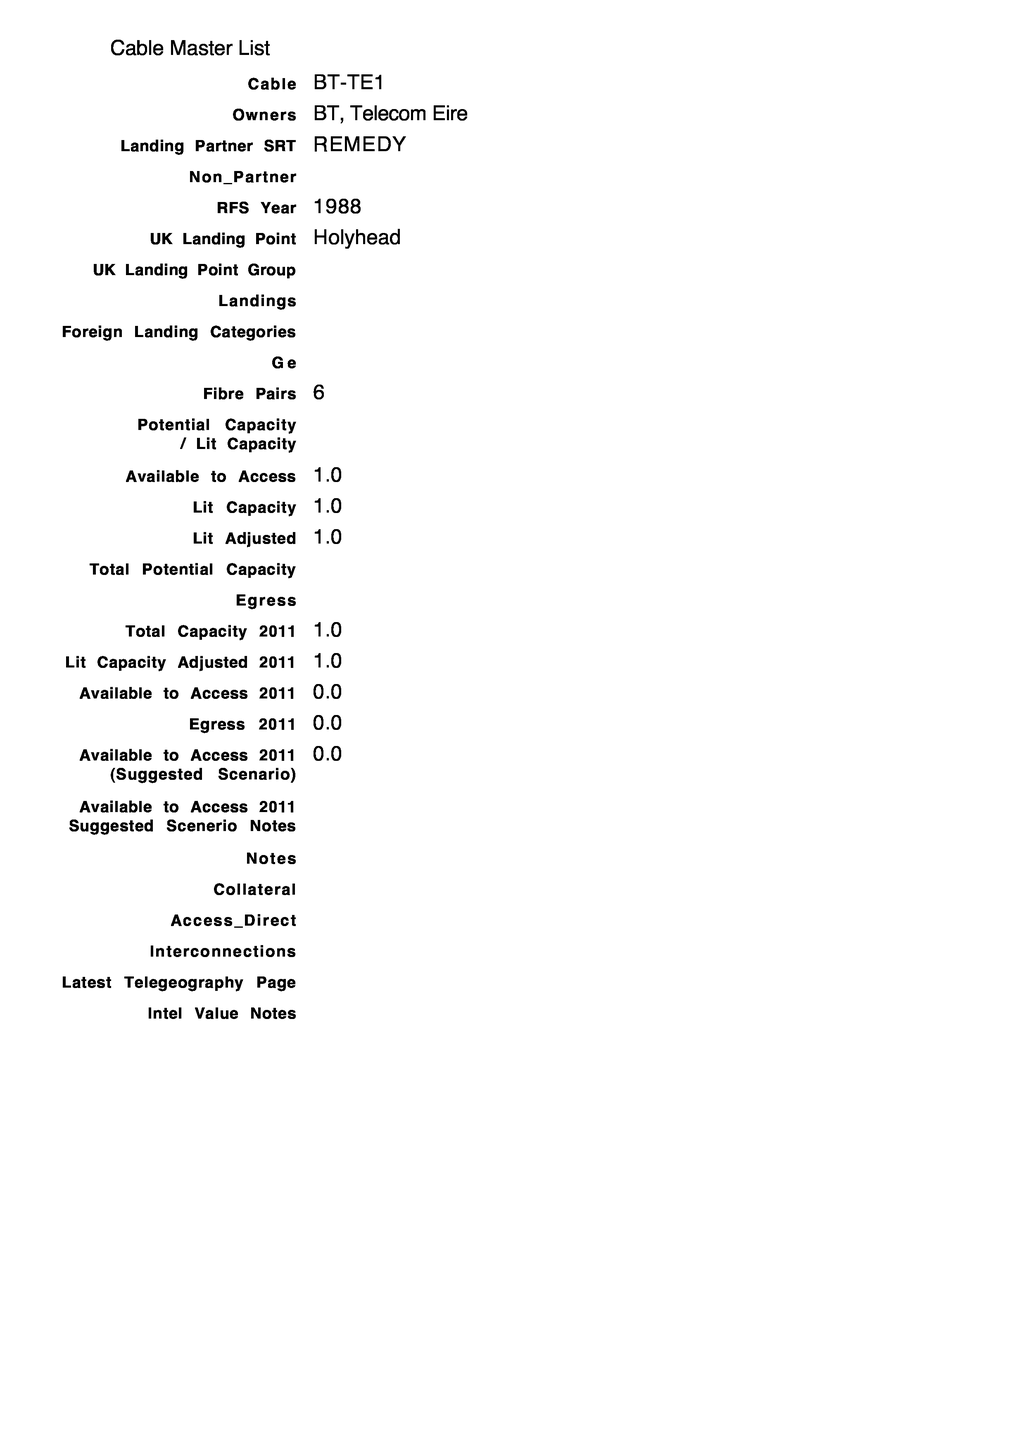 Cable Master List
Cable BT-TE1
Owners BT, Telecom Eire
Landing Partner SRT REMEDY
Non_Partner
RFS Year 1988
UK Landing Point Holyhead
UK Landing Point Group
Landings
Foreign Landing Categories
Ge
Fibre Pairs 6
Potential Capacity
/ Lit Capacity
Available to Access 1.0
Lit Capacity 1.0
Lit Adjusted 1.0
Total Potential Capacity
Egress
Total Capacity 2011 1.0
Lit Capacity Adjusted 2011 1.0
Available to Access 2011 0.0
Egress 2011 0.0
Available to Access 2011 0.0
(Suggested Scenario)
Available to Access 2011
Suggested Scenerio Notes
Notes
Collateral
Access_Direct
Interconnections
Latest Telegeography Page
Intel Value Notes